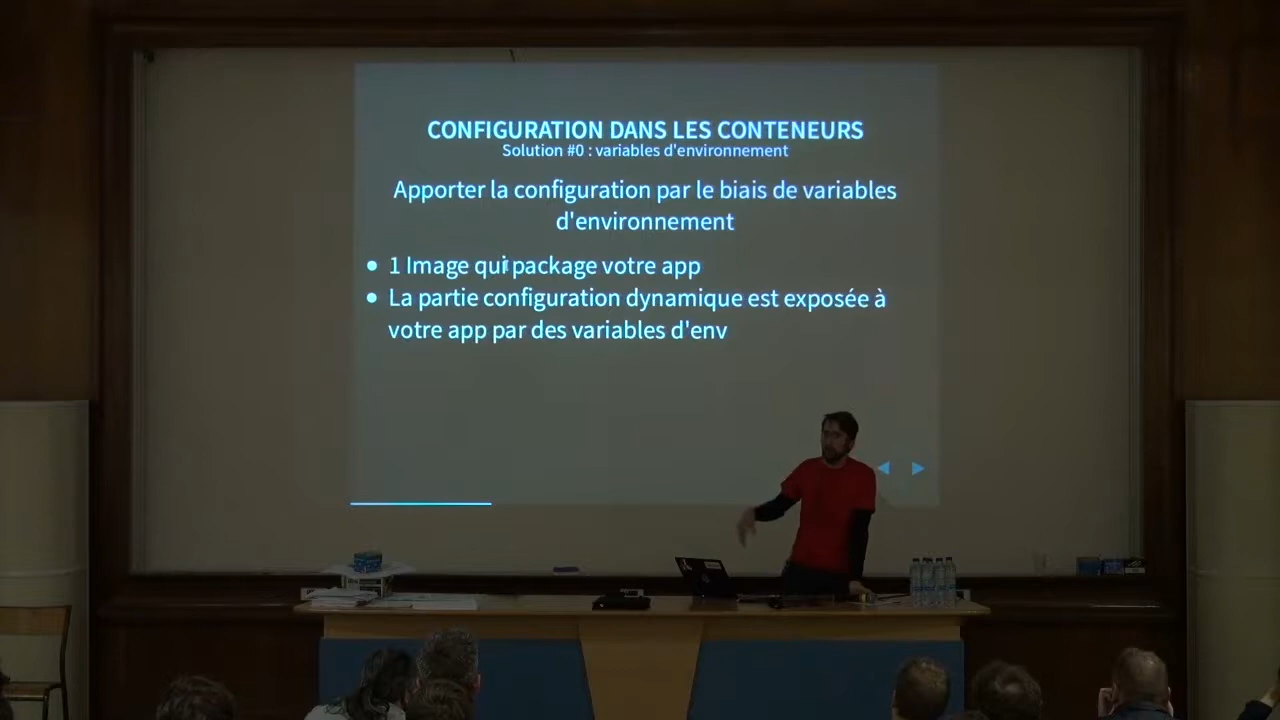 CONFIGURATION DANS LES CONTENEURS
Solution #0 : variables d'environnement
Apporter la configuration par le biais de variables
d'environnement
1 Image qui package votre app
La partie configuration dynamique est exposée à
votre app par des variables d'env